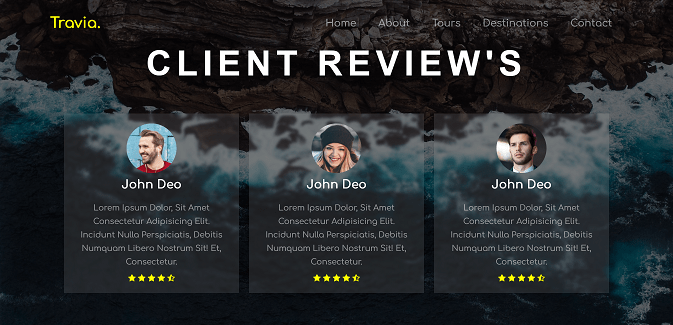 Travia.
Home About Tours Destinations Contact
CLIENT REVIEW'S
John Deo
Lorem Ipsum Dolor, Sit Amet
Consectetur Adipisicing Elit.
Incidunt Nulla Perspiciatis, Debitis
Numquam Libero Nostrum Sit! Et,
Consectetur.
John Deo
Lorem Ipsum Dolor, Sit Amet
Consectetur Adipisicing Elit.
Incidunt Nulla Perspiciatis, Debitis
Numquam Libero Nostrum Sit! Et,
Consectetur.
John Deo
Lorem Ipsum Dolor, Sit Amet
Consectetur Adipisicing Elit.
Incidunt Nulla Perspiciatis, Debitis
Numquam Libero Nostrum Sit! Et,
Consectetur.